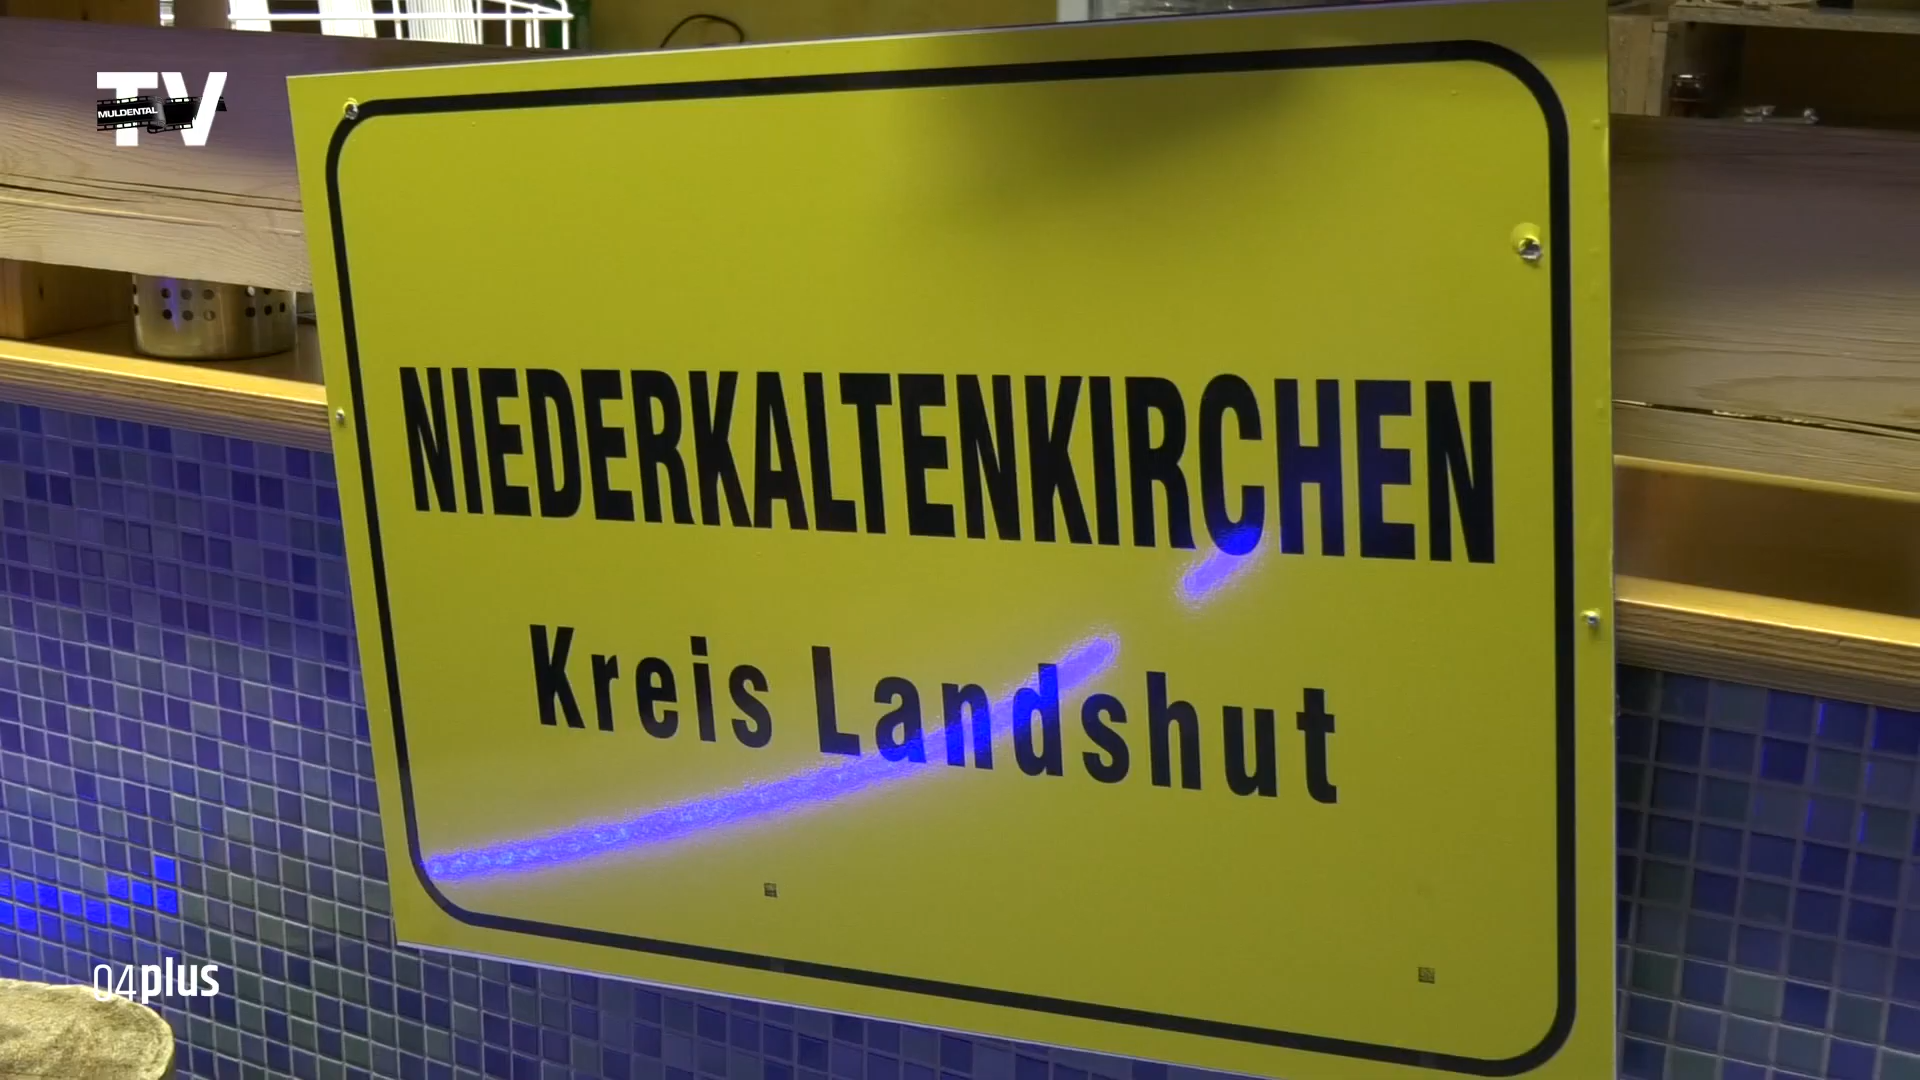 TV
MULDENTAL
NIEDERKALTENKIRCHEN
Kreis Landshut
04plus